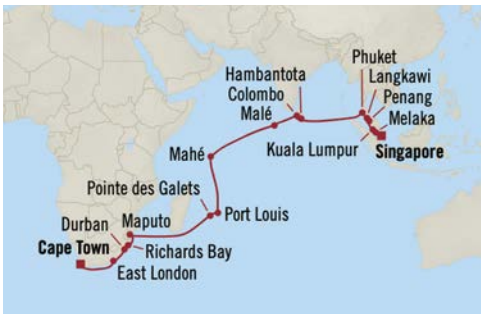 Phuket
Hambantota
Langkawi
Colombo
Penang
Malé
Melaka
Kuala Lumpur
Singapore
Mahé
Pointe des Galets
Port Louis
Durban
Maputo
Cape Town
Richards Bay
East London